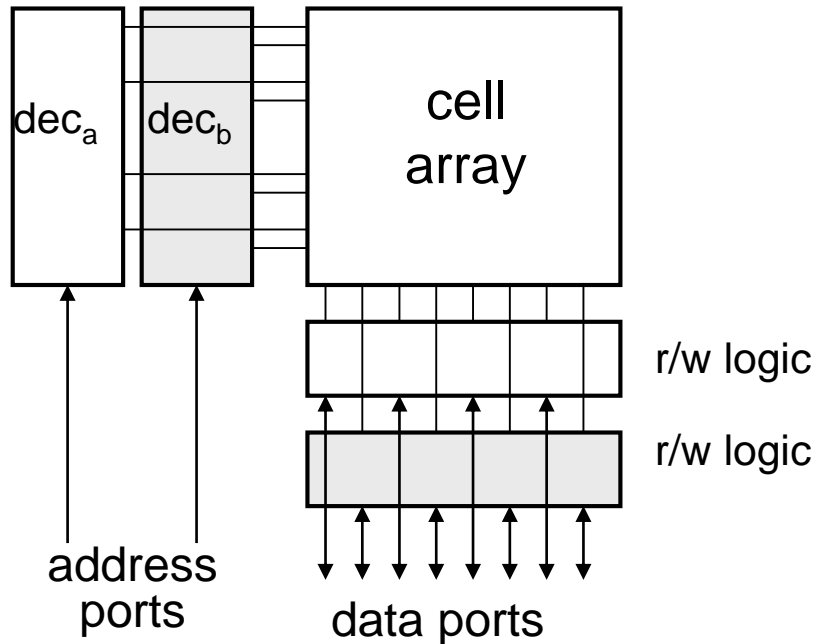 dec_a
dec_b
cell
array
r/w logic
r/w logic
address
ports
data ports